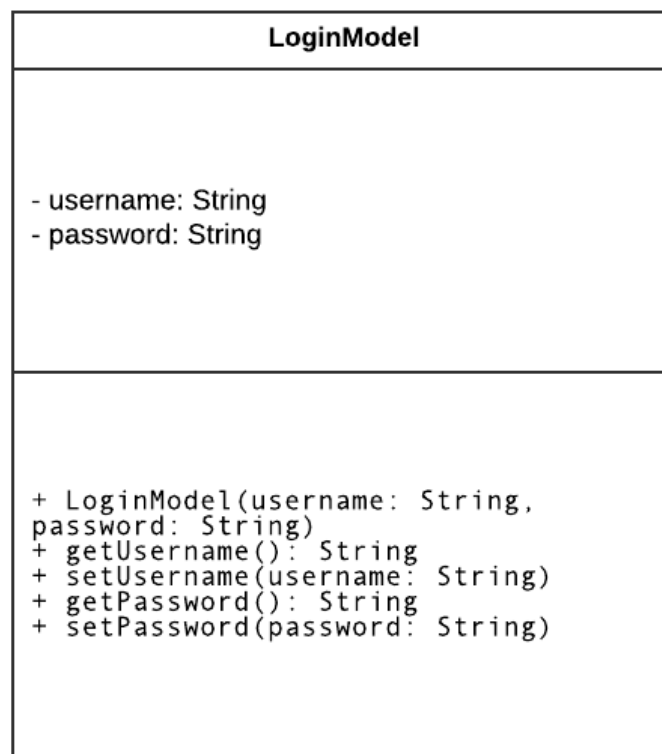 LoginModel
- username: String
- password: String
+ LoginModel(username: String,
password: String)
+ getUsername(): String
+ setUsername(username: String)
+ getPassword(): String
+ setPassword(password: String)